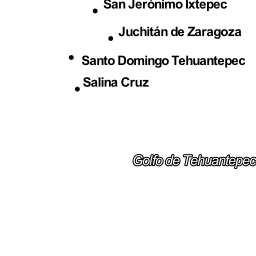 San Jerónimo Ixtepec
Juchitán de Zaragoza
Santo Domingo Tehuantepec
Salina Cruz
Golfo de Tehuantepec